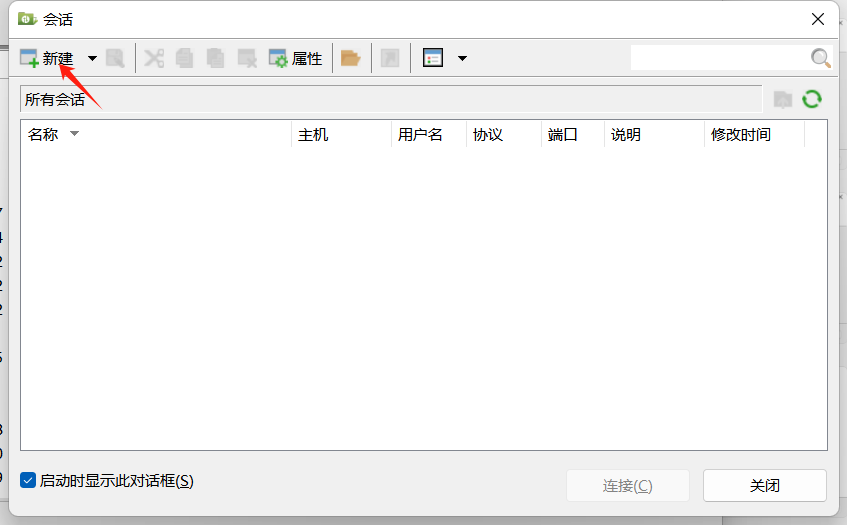 会话
新建 属性
所有会话
名称 主机 用户名 协议 端口 说明 修改时间
启动时显示此对话框(S)
连接(C) 关闭